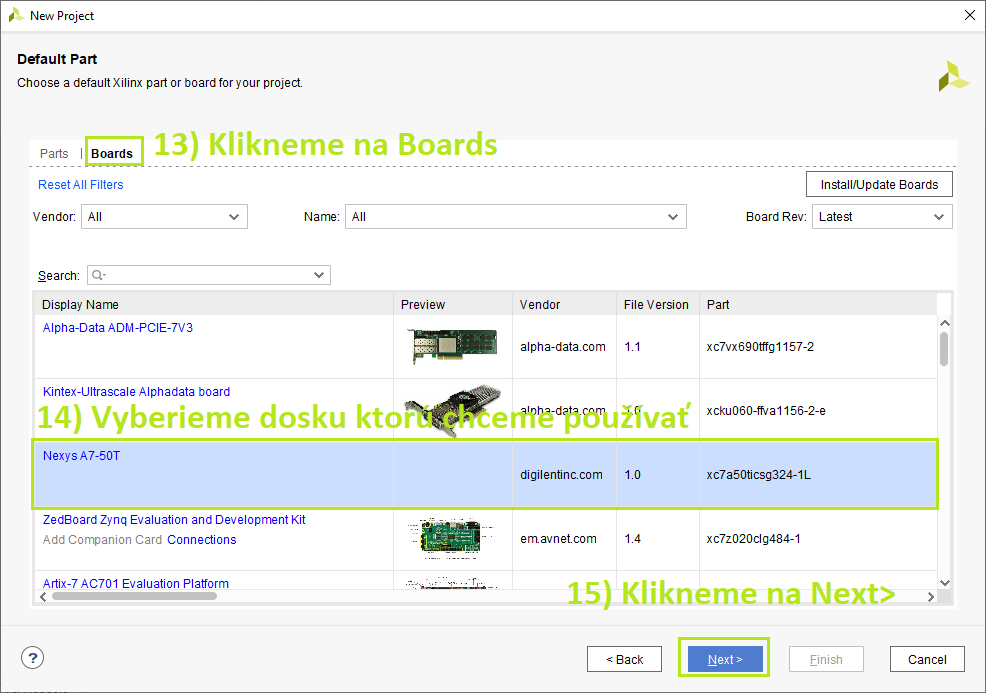 New Project
Default Part
Choose a default Xilinx part or board for your project.
Parts | Boards 13) Klikneme na Boards
Reset All Filters Install/Update Boards
Vendor: All Name: All Board Rev: Latest
Search:
Display Name Preview Vendor File Version Part
Alpha-Data ADM-PCIE-7V3
alpha-data.com 1.1 xc7vx690tffg1157-2
Kintex-Ultrascale Alphadata board
alpha-data.com 1.0 xcku060-ffva1156-2-e
14) Vyberieme dosku ktorú chceme používať
Nexys A7-50T
digilentinc.com 1.0 xc7a50ticsg324-1L
ZedBoard Zynq Evaluation and Development Kit
Add Companion Card Connections em.avnet.com 1.4 xc7z020clg484-1
Artix-7 AC701 Evaluation Platform
15) Klikneme na Next>
? < Back Next > Finish Cancel